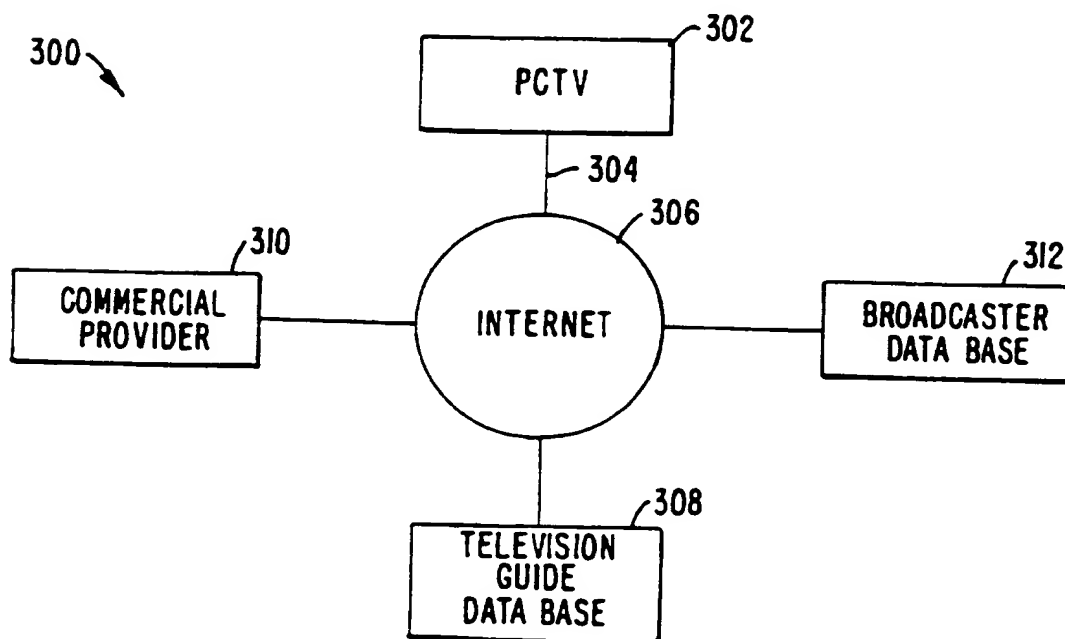 300
302
PCTV
304
306
310
COMMERCIAL
PROVIDER
INTERNET
312
BROADCASTER
DATA BASE
308
TELEVISION
GUIDE
DATA BASE